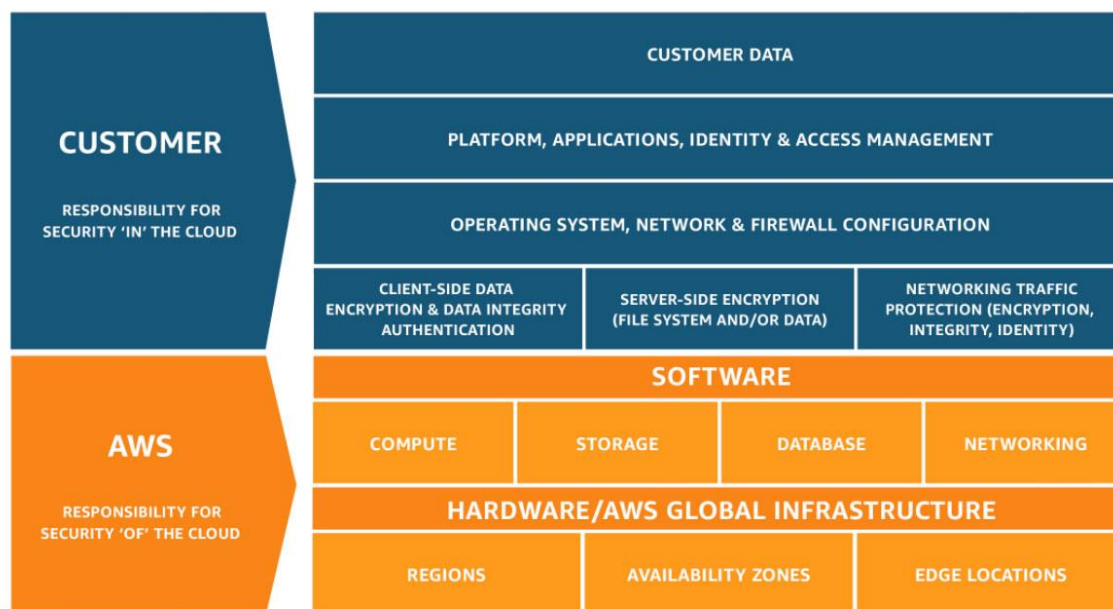 CUSTOMER
RESPONSIBILITY FOR
SECURITY ‘IN’ THE CLOUD
CUSTOMER DATA
PLATFORM, APPLICATIONS, IDENTITY & ACCESS MANAGEMENT
OPERATING SYSTEM, NETWORK & FIREWALL CONFIGURATION
CLIENT-SIDE DATA
ENCRYPTION & DATA INTEGRITY
AUTHENTICATION
SERVER-SIDE ENCRYPTION
(FILE SYSTEM AND/OR DATA)
NETWORKING TRAFFIC
PROTECTION (ENCRYPTION,
INTEGRITY, IDENTITY)
AWS
RESPONSIBILITY FOR
SECURITY ‘OF’ THE CLOUD
SOFTWARE
COMPUTE
STORAGE
DATABASE
NETWORKING
HARDWARE/AWS GLOBAL INFRASTRUCTURE
REGIONS
AVAILABILITY ZONES
EDGE LOCATIONS